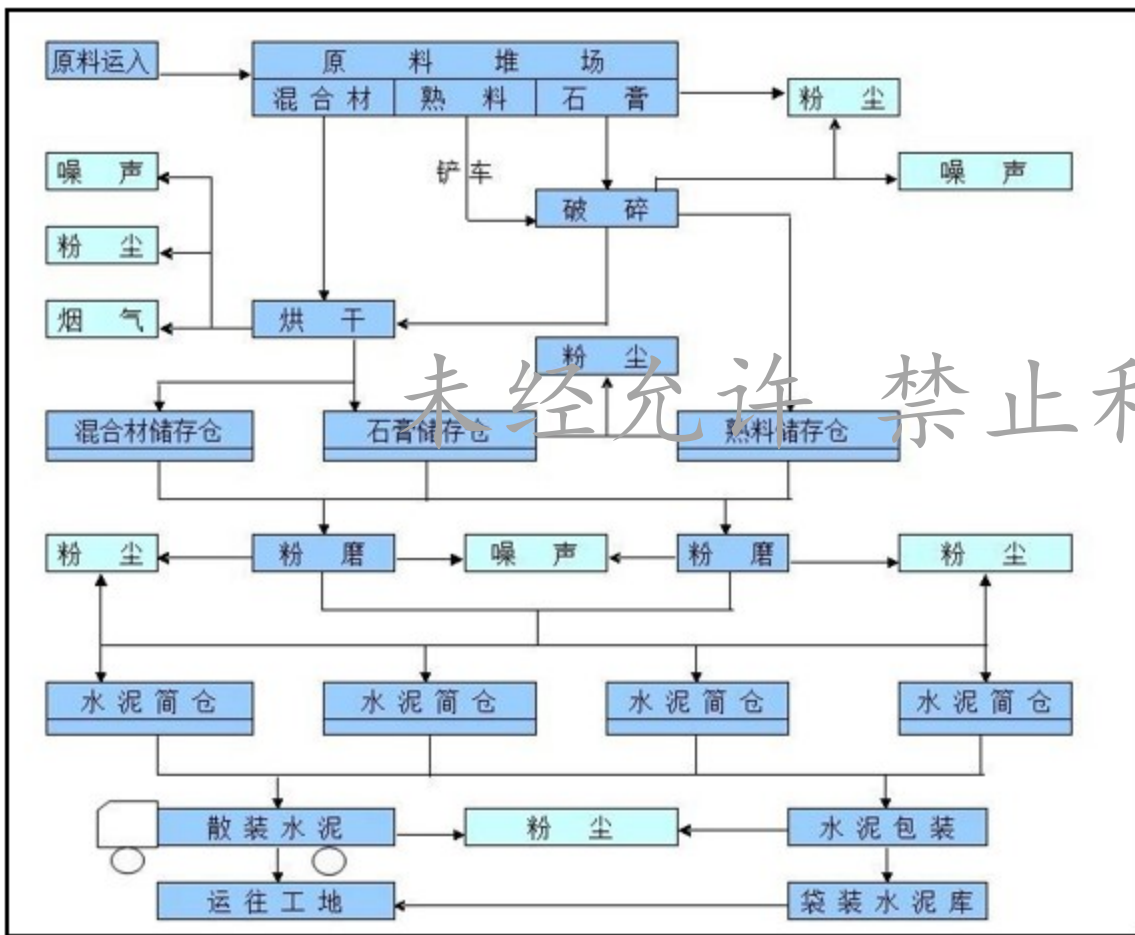 原料运入
原料堆场
混合材 熟料 石膏
粉尘
噪声
铲车
噪声
破碎
粉尘
烟气
烘干
粉尘
未经允许 禁止
混合材储存仓
石膏储存仓
熟料储存仓
粉尘
粉磨
噪声
粉磨
粉尘
水泥简仓
水泥简仓
水泥简仓
水泥简仓
散装水泥
粉尘
水泥包装
运往工地
袋装水泥库